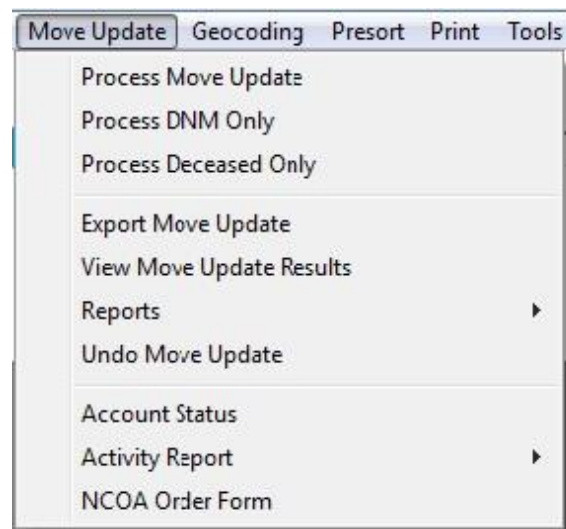 Move Update Geocoding Presort Print Tools
Process Move Update
Process DNM Only
Process Deceased Only
Export Move Update
View Move Update Results
Reports
Undo Move Update
Account Status
Activity Report
NCOA Order Form